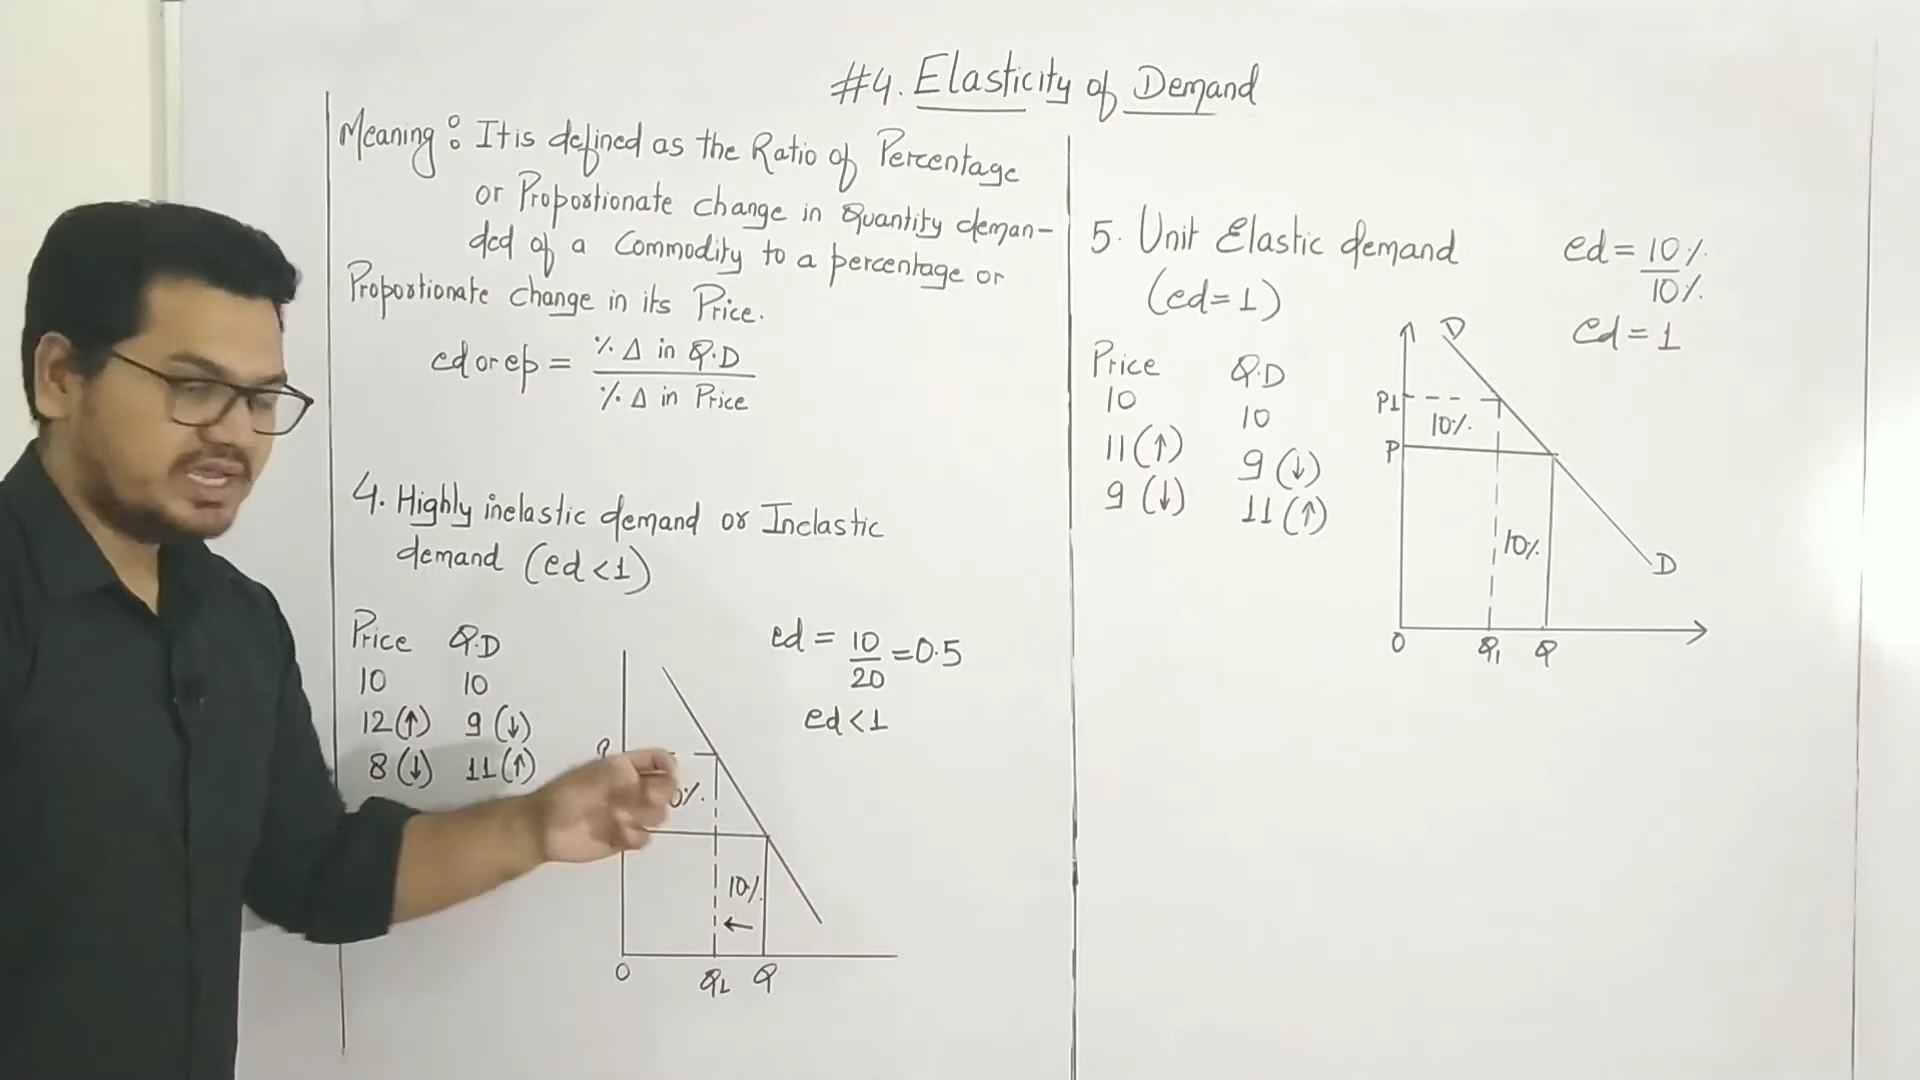 #4. Elasticity of Demand
Meaning: It is defined as the Ratio of Percentage
or Proportionate change in Quantity deman-
ded of a Commodity to a percentage or
Proportionate change in its Price.
ed or ep = % Δ in Q.D
% Δ in Price
4. Highly inelastic demand or Inelastic
demand (ed < 1)
Price Q.D
10 10
12 (↑) 9 (↓)
8 (↓) 11 (↑)
ed = 10 = 0.5
20
ed < 1
10%
←
O Q1 Q
5. Unit Elastic demand
(ed = 1)
ed = 10%
10%
ed = 1
Price Q.D
10 10
11 (↑) 9 (↓)
9 (↓) 11 (↑)
D
P1
10%
P
10%
D
O Q1 Q